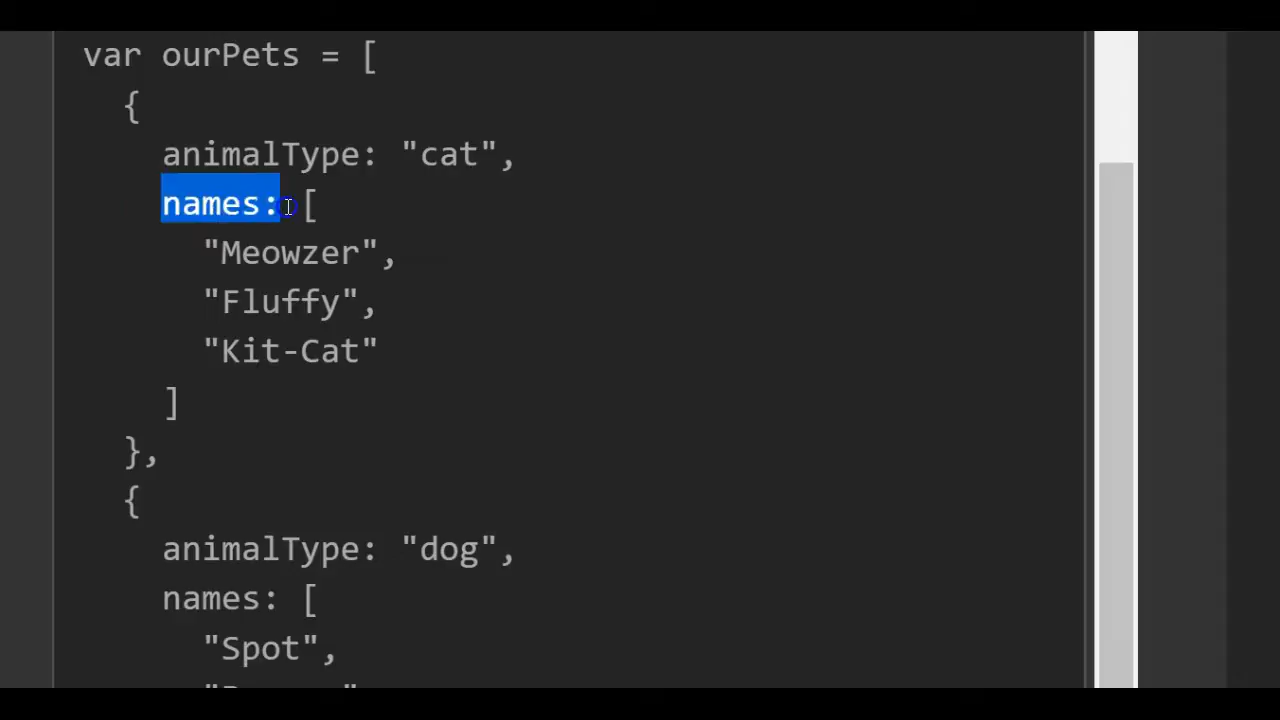 var ourPets = [
{
animalType: "cat",
names: [
"Meowzer",
"Fluffy",
"Kit-Cat"
]
},
{
animalType: "dog",
names: [
"Spot",